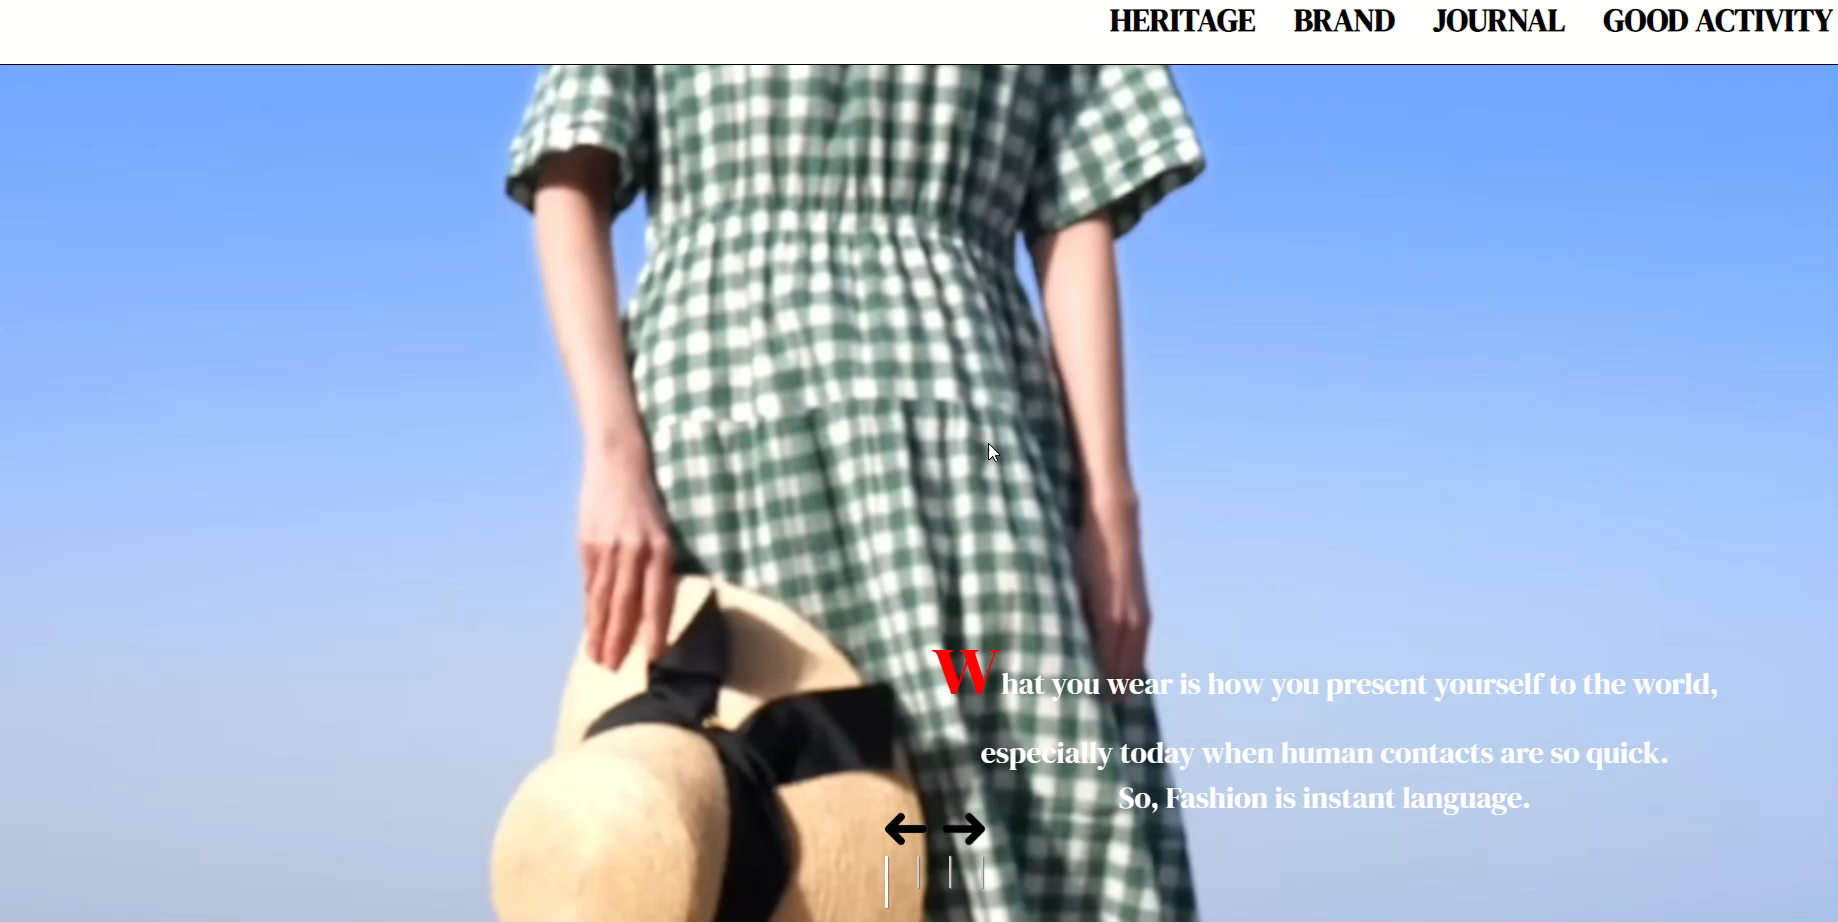 HERITAGE BRAND JOURNAL GOOD ACTIVITY
What you wear is how you present yourself to the world,
especially today when human contacts are so quick.
So, Fashion is instant language.